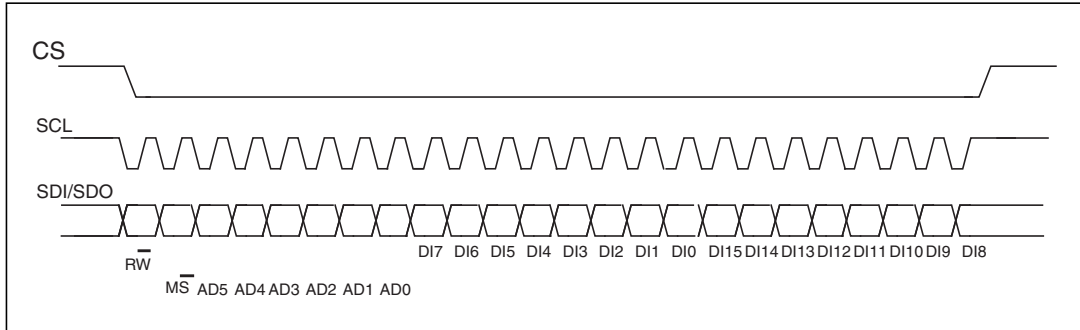 CS
SCL
SDI/SDO
DI7 DI6 DI5 DI4 DI3 DI2 DI1 DI0 DI15 DI14 DI13 DI12 DI11 DI10 DI9 DI8
RW̅
MS̅ AD5 AD4 AD3 AD2 AD1 AD0